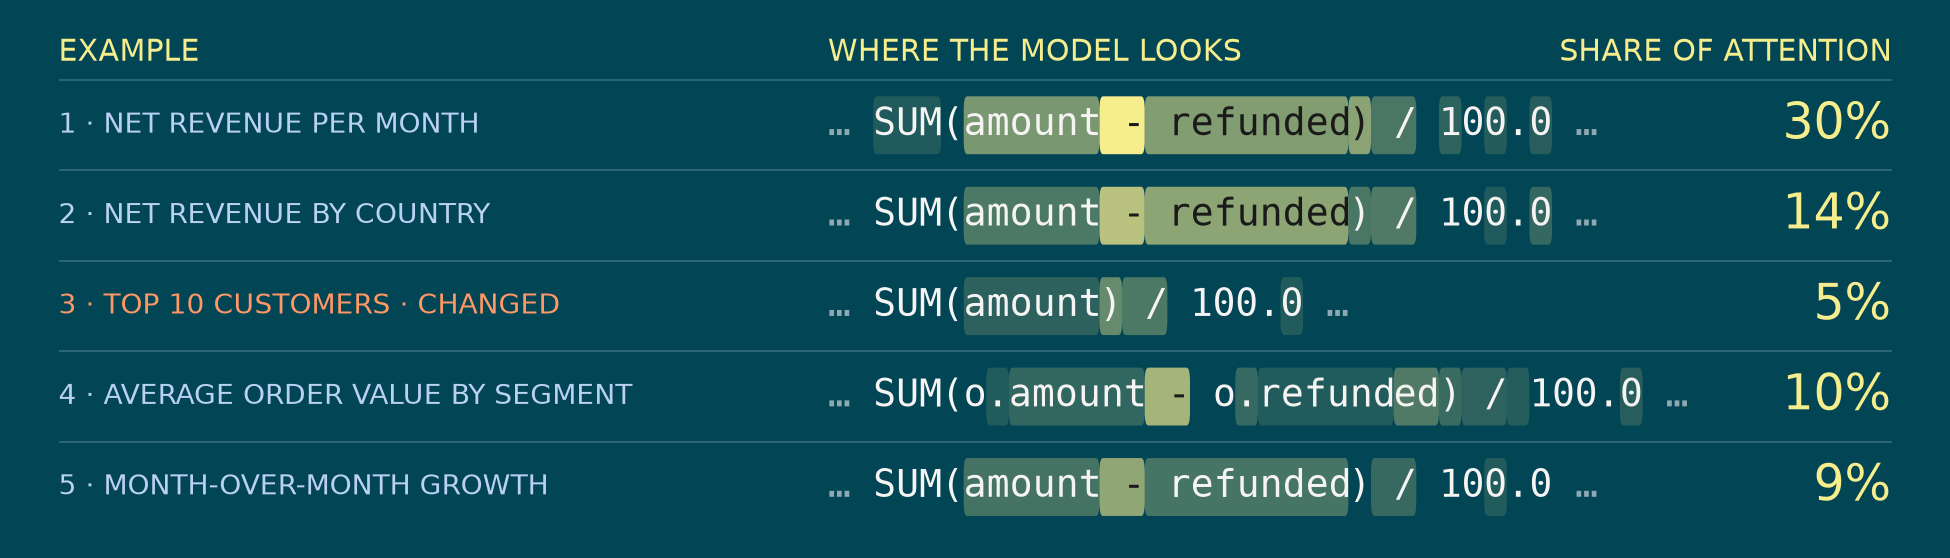 EXAMPLE WHERE THE MODEL LOOKS SHARE OF ATTENTION
1 · NET REVENUE PER MONTH … SUM(amount - refunded) / 100.0 … 30%
2 · NET REVENUE BY COUNTRY … SUM(amount - refunded) / 100.0 … 14%
3 · TOP 10 CUSTOMERS · CHANGED … SUM(amount) / 100.0 … 5%
4 · AVERAGE ORDER VALUE BY SEGMENT … SUM(o.amount - o.refunded) / 100.0 … 10%
5 · MONTH-OVER-MONTH GROWTH … SUM(amount - refunded) / 100.0 … 9%